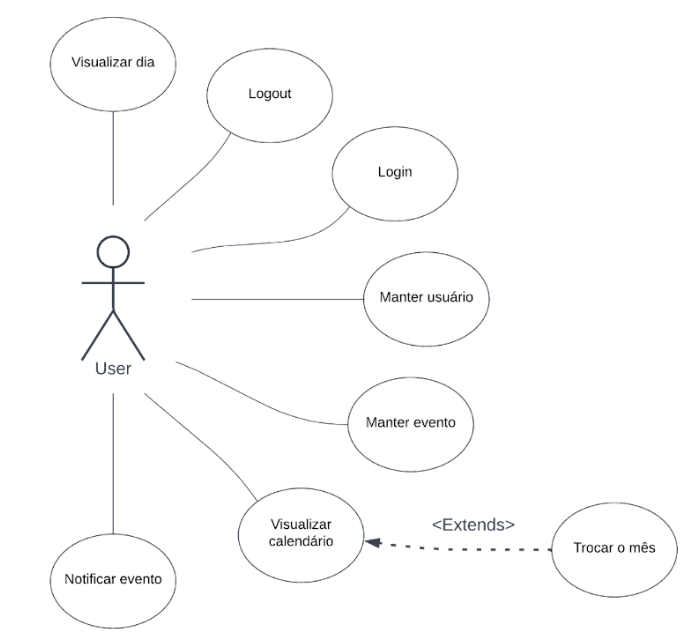 Visualizar dia
Logout
Login
Manter usuário
User
Manter evento
Visualizar
calendário
<Extends>
Trocar o mês
Notificar evento